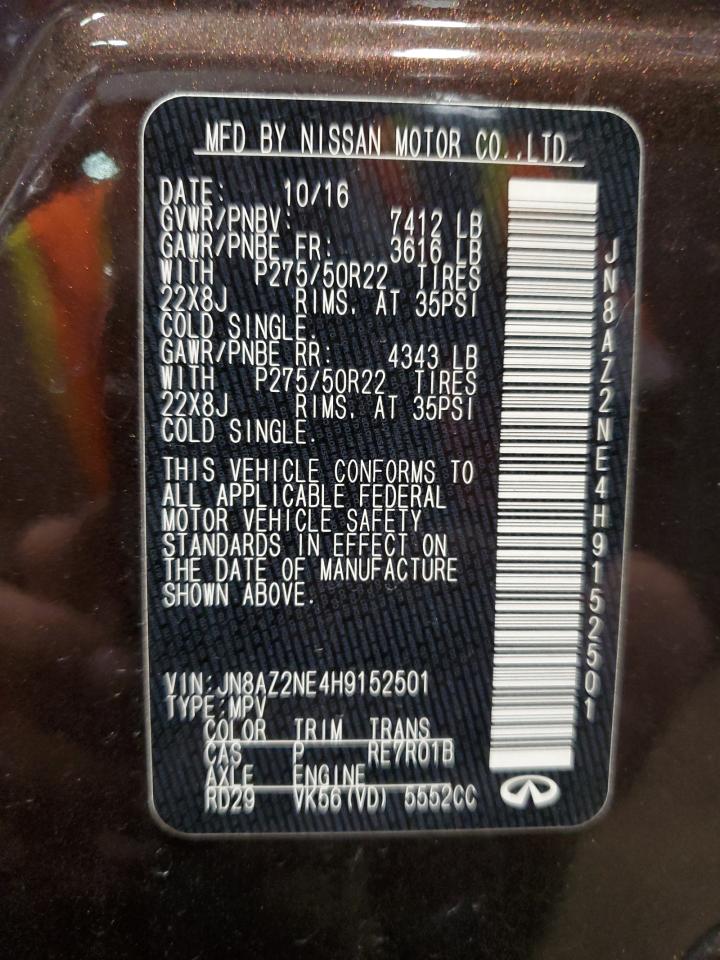 MFD BY NISSAN MOTOR CO.,LTD.
DATE: 10/16
GVWR/PNBV: 7412 LB
GAWR/PNBE FR: 3616 LB
WITH P275/50R22 TIRES
22X8J RIMS, AT 35PSI
COLD SINGLE.
GAWR/PNBE RR: 4343 LB
WITH P275/50R22 TIRES
22X8J RIMS, AT 35PSI
COLD SINGLE.
THIS VEHICLE CONFORMS TO
ALL APPLICABLE FEDERAL
MOTOR VEHICLE SAFETY
STANDARDS IN EFFECT ON
THE DATE OF MANUFACTURE
SHOWN ABOVE.
VIN:JN8AZ2NE4H9152501
TYPE:MPV
COLOR TRIM TRANS
CAS P RE7R01B
AXLE ENGINE
RD29 VK56(VD) 5552CC
JN8AZ2NE4H9152501